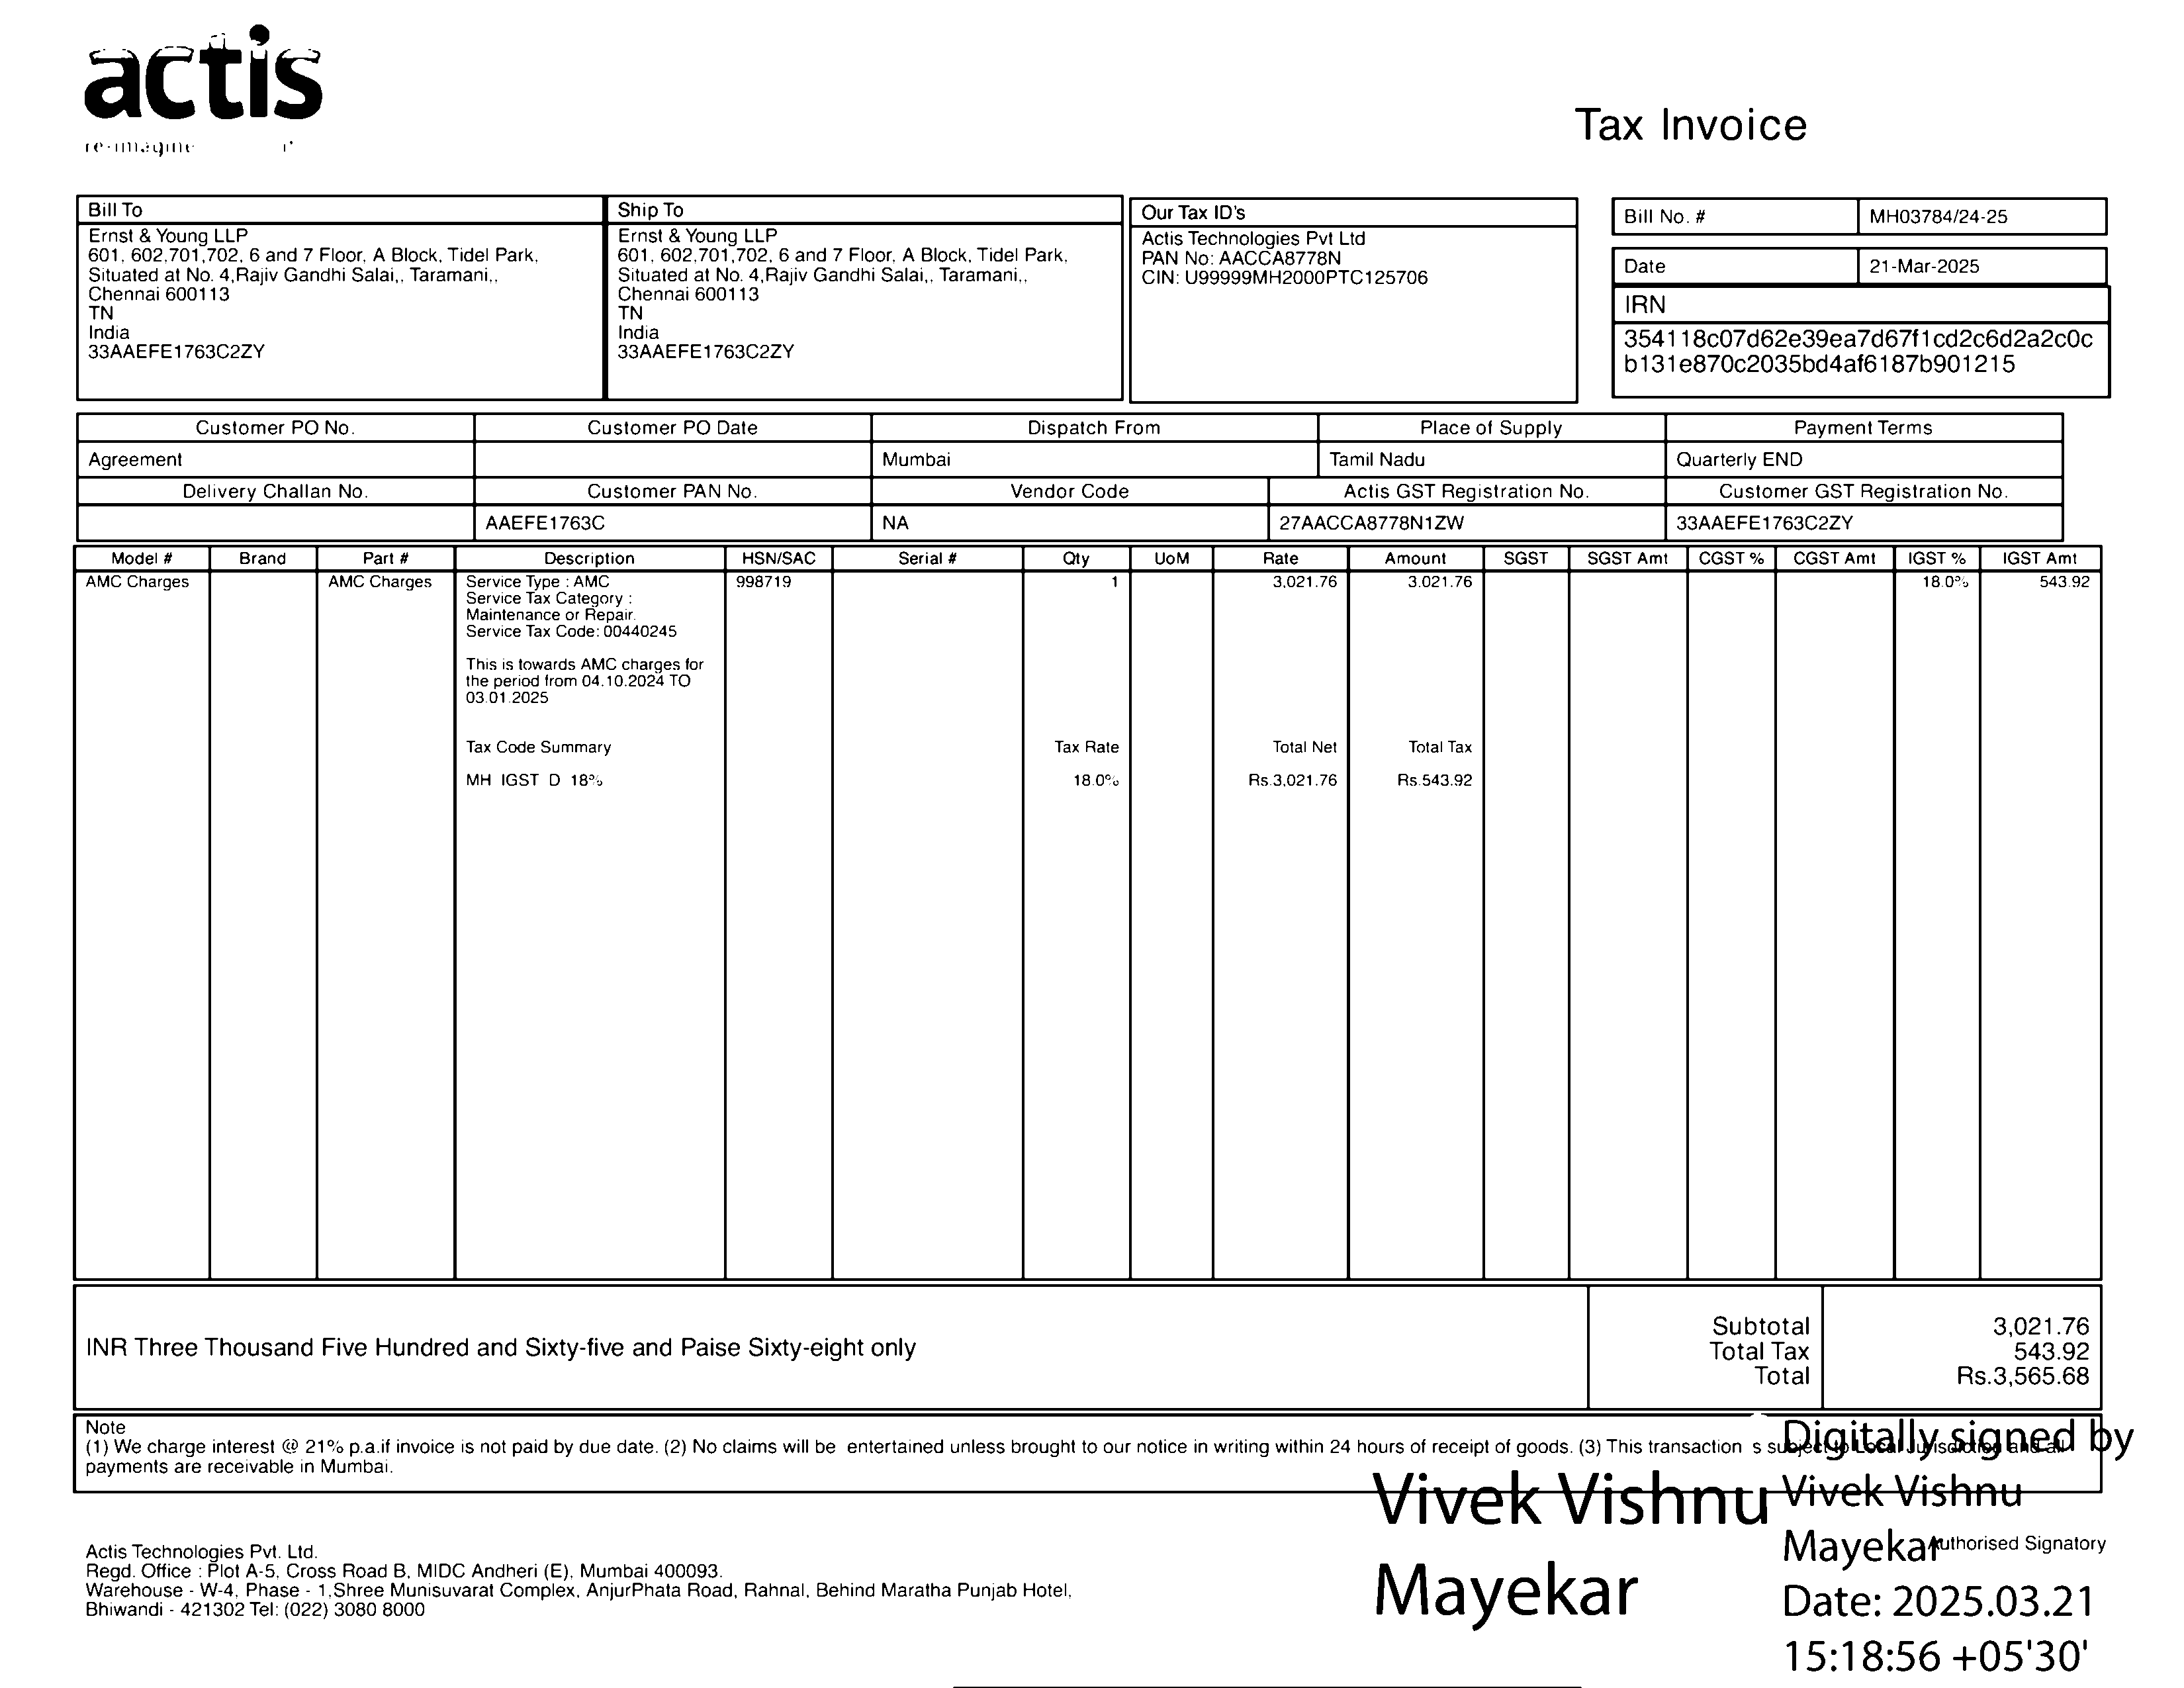 actis
Tax Invoice
Bill To
Ernst & Young LLP
601, 602,701,702, 6 and 7 Floor, A Block, Tidel Park,
Situated at No. 4,Rajiv Gandhi Salai,, Taramani,,
Chennai 600113
TN
India
33AAEFE1763C2ZY
Ship To
Ernst & Young LLP
601, 602,701,702, 6 and 7 Floor, A Block, Tidel Park,
Situated at No. 4,Rajiv Gandhi Salai,, Taramani,,
Chennai 600113
TN
India
33AAEFE1763C2ZY
Our Tax ID's
Actis Technologies Pvt Ltd
PAN No: AACCA8778N
CIN: U99999MH2000PTC125706
Bill No. # MH03784/24-25
Date 21-Mar-2025
IRN
354118c07d62e39ea7d67f1cd2c6d2a2c0c
b131e870c2035bd4af6187b901215
Customer PO No. Customer PO Date Dispatch From Place of Supply Payment Terms
Agreement Mumbai Tamil Nadu Quarterly END
Delivery Challan No. Customer PAN No. Vendor Code Actis GST Registration No. Customer GST Registration No.
AAEFE1763C NA 27AACCA8778N1ZW 33AAEFE1763C2ZY
Model # Brand Part # Description HSN/SAC Serial # Qty UoM Rate Amount SGST SGST Amt CGST % CGST Amt IGST % IGST Amt
AMC Charges AMC Charges Service Type : AMC 998719 1 3,021.76 3,021.76 18.0% 543.92
Service Tax Category :
Maintenance or Repair.
Service Tax Code: 00440245
This is towards AMC charges for
the period from 04.10.2024 TO
03.01.2025
Tax Code Summary Tax Rate Total Net Total Tax
MH IGST D 18% 18.0% Rs.3,021.76 Rs.543.92
INR Three Thousand Five Hundred and Sixty-five and Paise Sixty-eight only
Subtotal 3,021.76
Total Tax 543.92
Total Rs.3,565.68
Note
(1) We charge interest @ 21% p.a.if invoice is not paid by due date. (2) No claims will be entertained unless brought to our notice in writing within 24 hours of receipt of goods. (3) This transaction s subject to Local Jurisdiction and all
payments are receivable in Mumbai.
Vivek Vishnu
Mayekar
Digitally signed by
Vivek Vishnu
Mayekar
Date: 2025.03.21
15:18:56 +05'30'
Authorised Signatory
Actis Technologies Pvt. Ltd.
Regd. Office : Plot A-5, Cross Road B, MIDC Andheri (E), Mumbai 400093.
Warehouse - W-4, Phase - 1,Shree Munisuvarat Complex, AnjurPhata Road, Rahnal, Behind Maratha Punjab Hotel,
Bhiwandi - 421302 Tel: (022) 3080 8000